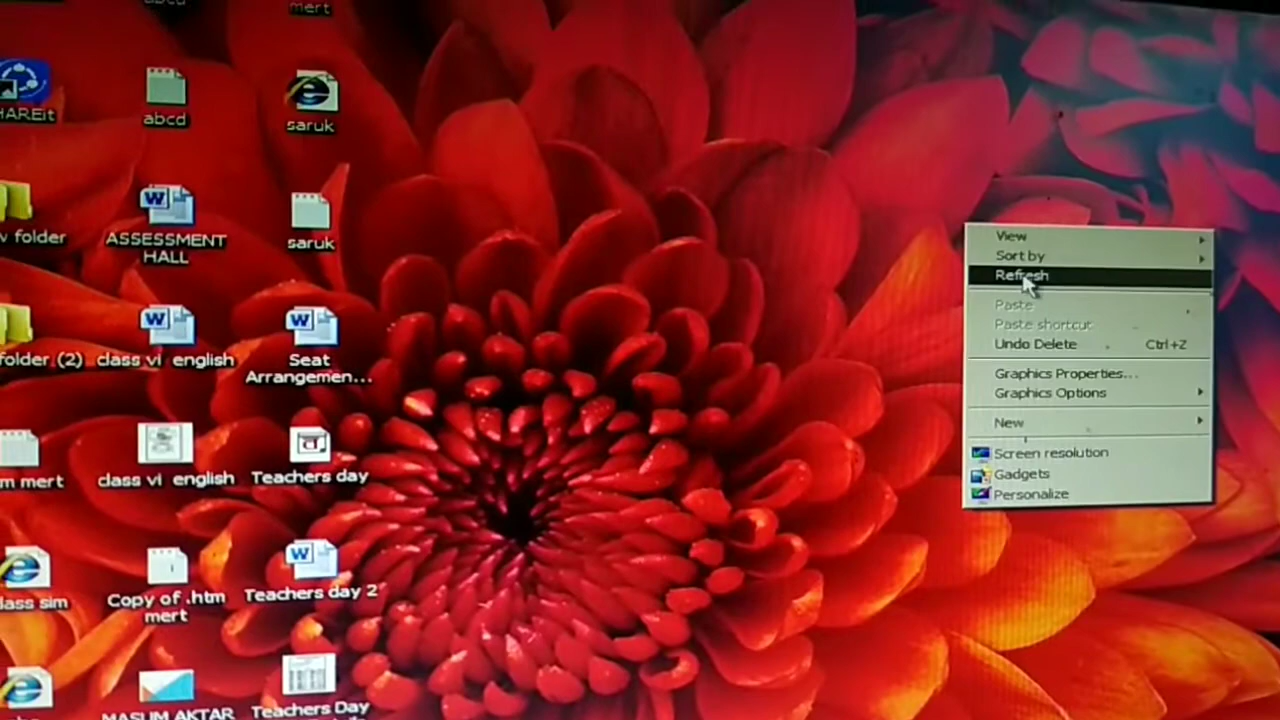 abcd
mert
HAREit
abcd
saruk
w folder
ASSESSMENT
HALL
saruk
folder (2)
class vi english
Seat
Arrangemen...
m mert
class vi english
Teachers day
lass sim
Copy of .htm
mert
Teachers day 2
MASUM AKTAR
Teachers Day
View
Sort by
Refresh
Paste
Paste shortcut
Undo Delete Ctrl+Z
Graphics Properties...
Graphics Options
New
Screen resolution
Gadgets
Personalize